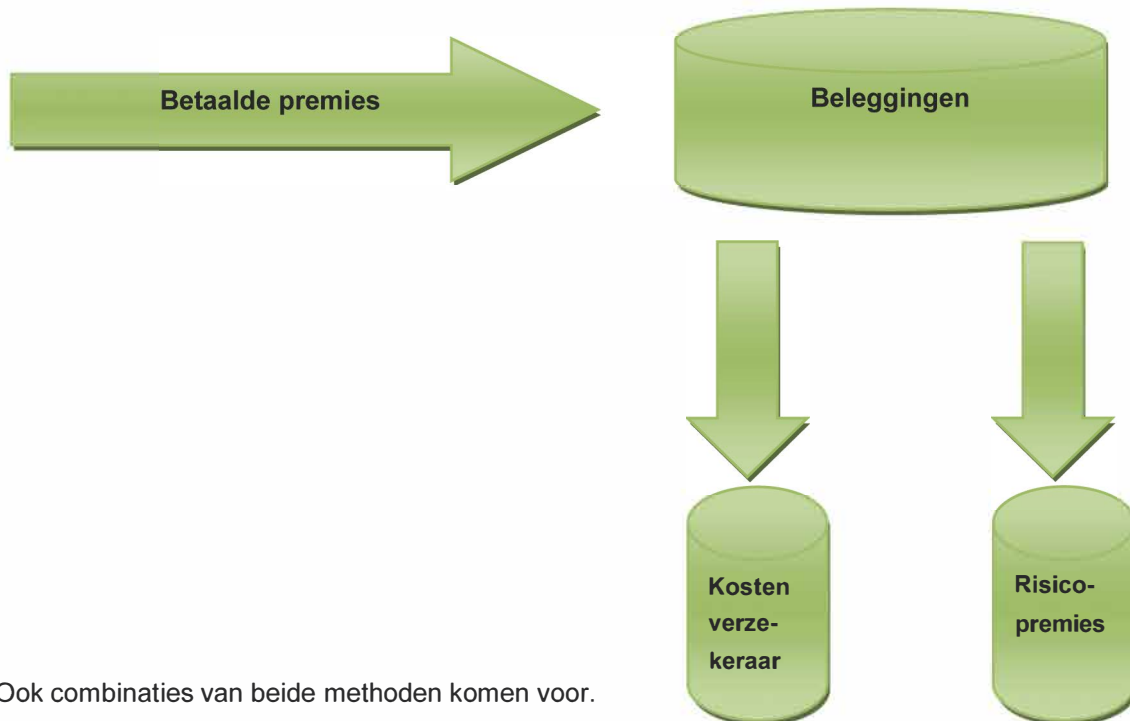 Betaalde premies
Beleggingen
Kosten
verze-
keraar
Risico-
premies
Ook combinaties van beide methoden komen voor.